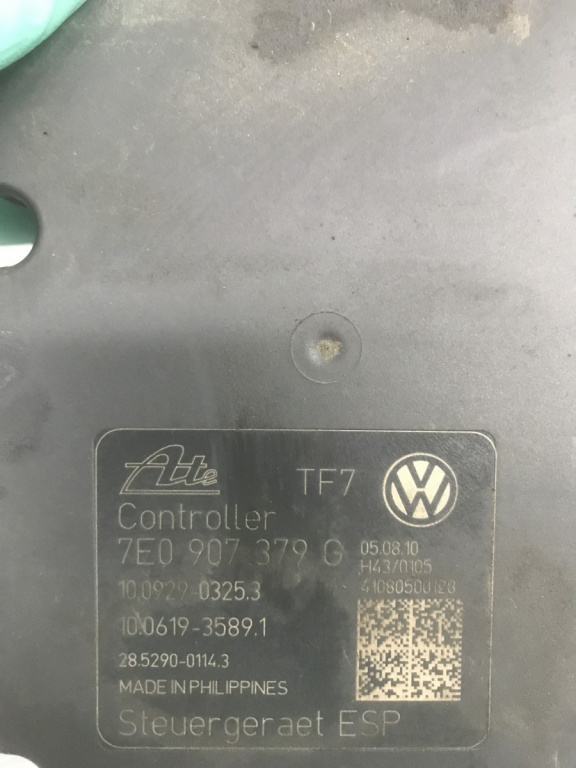 Ate TF7
Controller
7E0 907 379 G
05.08.10
H43/0105
41080500128
10.0929-0325.3
10.0619-3589.1
28.5290-0114.3
MADE IN PHILIPPINES
Steuergeraet ESP